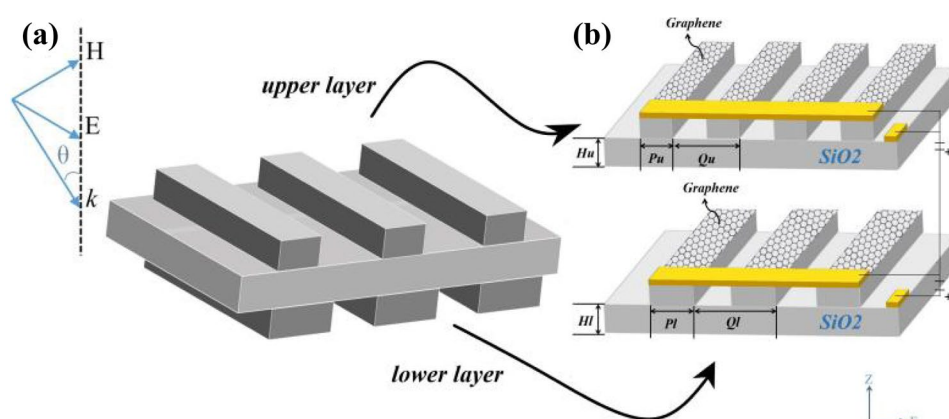 (a)
H
E
θ
k
upper layer
lower layer
(b)
Graphene
Hu
Pu
Qu
SiO2
Graphene
Hl
Pl
Ql
SiO2
Z